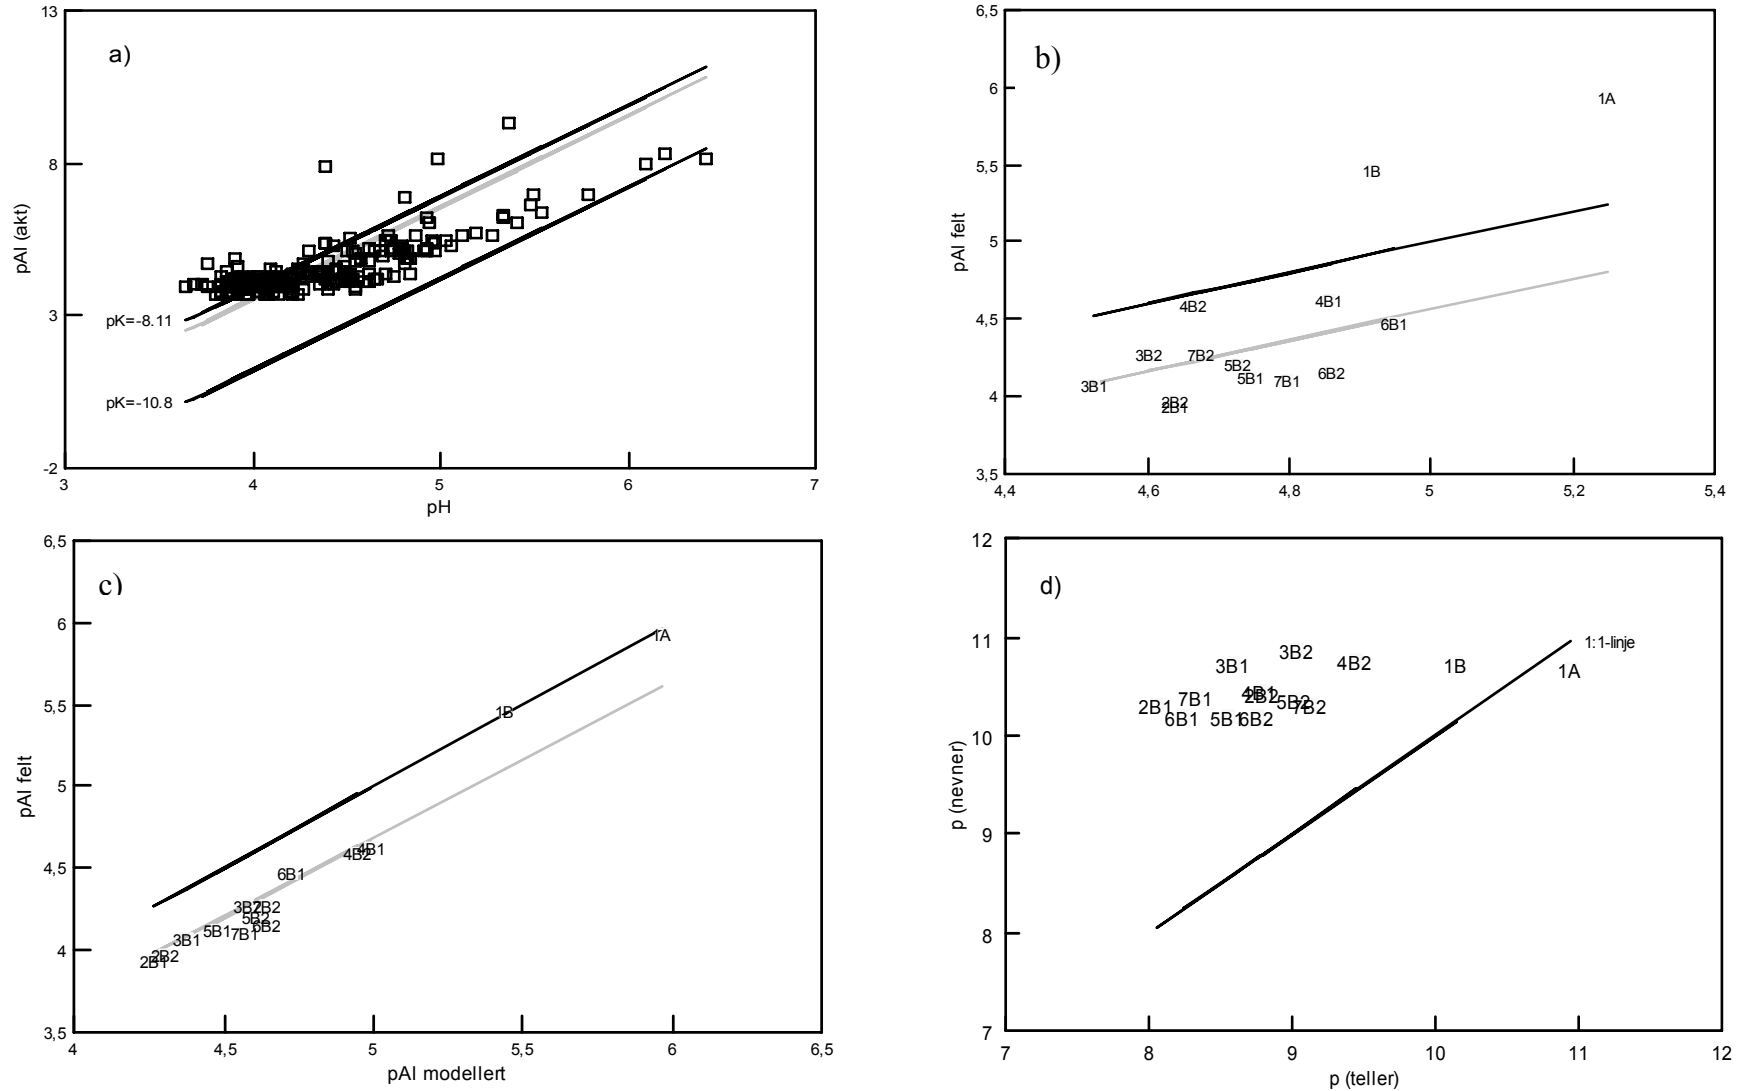 a)
13
8
3
-2
pAl (akt)
pK=-8.11
pK=-10.8
3
4
5
6
7
pH
b)
6,5
6
5,5
5
4,5
4
3,5
pAl felt
1A
1B
4B2
4B1
6B1
3B2
7B2
5B2
3B1
5B1
7B1
6B2
2B2
2B1
4,4
4,6
4,8
5
5,2
5,4
c)
6,5
6
5,5
5
4,5
4
3,5
pAl felt
1A
1B
4B1
4B2
6B1
3B2
7B2
5B2
6B2
5B1
7B1
3B1
2B2
2B1
4
4,5
5
5,5
6
6,5
pAl modellert
d)
12
11
10
9
8
7
p (nevner)
1:1-linje
3B2
3B1
4B2
1B
1A
7B1
4B1
2B2
5B2
7B2
2B1
6B1
5B1
6B2
7
8
9
10
11
12
p (teller)